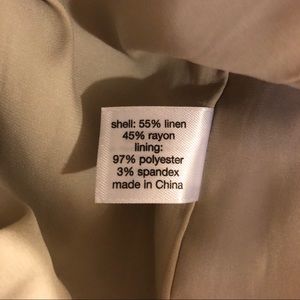 shell: 55% linen
45% rayon
lining:
97% polyester
3% spandex
made in China